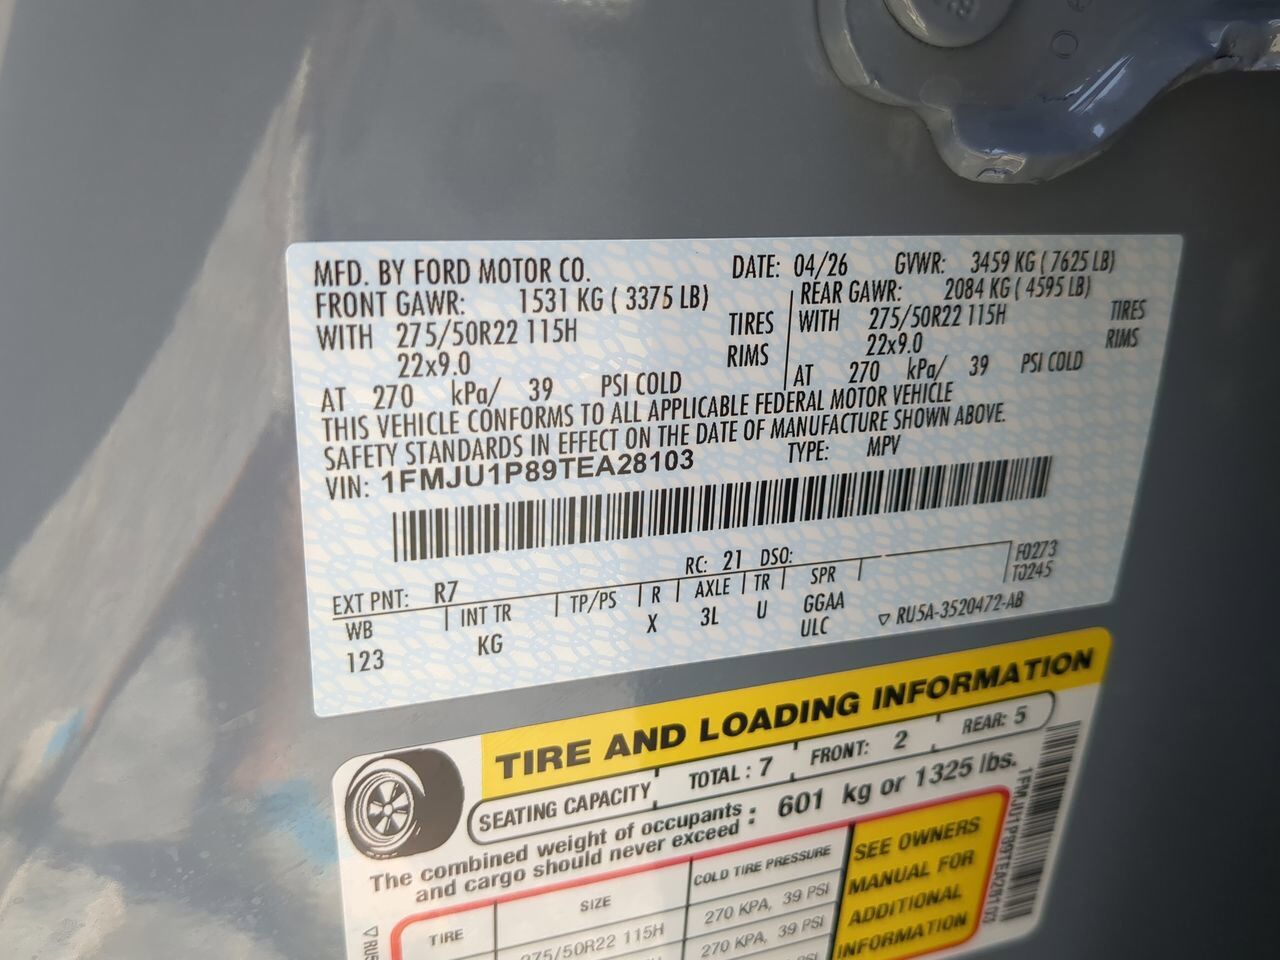 MFD. BY FORD MOTOR CO. DATE: 04/26 GVWR: 3459 KG ( 7625 LB)
FRONT GAWR: 1531 KG ( 3375 LB) REAR GAWR: 2084 KG ( 4595 LB)
WITH 275/50R22 115H TIRES WITH 275/50R22 115H TIRES
22x9.0 RIMS 22x9.0 RIMS
AT 270 kPa/ 39 PSI COLD AT 270 kPa/ 39 PSI COLD
THIS VEHICLE CONFORMS TO ALL APPLICABLE FEDERAL MOTOR VEHICLE
SAFETY STANDARDS IN EFFECT ON THE DATE OF MANUFACTURE SHOWN ABOVE.
VIN: 1FMJU1P89TEA28103 TYPE: MPV
EXT PNT: R7 RC: 21 DSO: F0273
WB INT TR TP/PS R AXLE TR SPR T0245
123 KG X 3L U GGAA
ULC ▽ RU5A-3520472-AB
TIRE AND LOADING INFORMATION
SEATING CAPACITY TOTAL : 7 FRONT: 2 REAR: 5
The combined weight of occupants
and cargo should never exceed : 601 kg or 1325 lbs.
TIRE SIZE COLD TIRE PRESSURE
275/50R22 115H 270 KPA, 39 PSI
270 KPA, 39 PSI
SEE OWNERS
MANUAL FOR
ADDITIONAL
INFORMATION
1FMJU1P89TEA28103